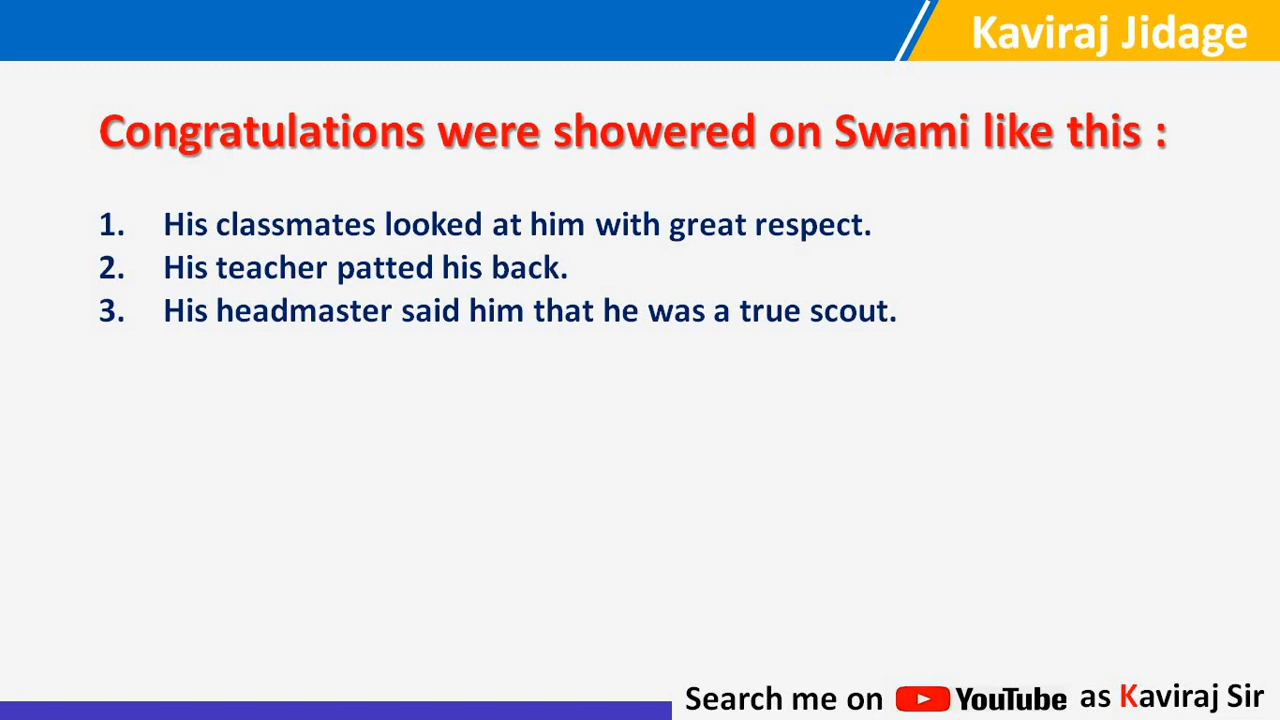 Kaviraj Jidage
Congratulations were showered on Swami like this :
1. His classmates looked at him with great respect.
2. His teacher patted his back.
3. His headmaster said him that he was a true scout.
Search me on YouTube as Kaviraj Sir